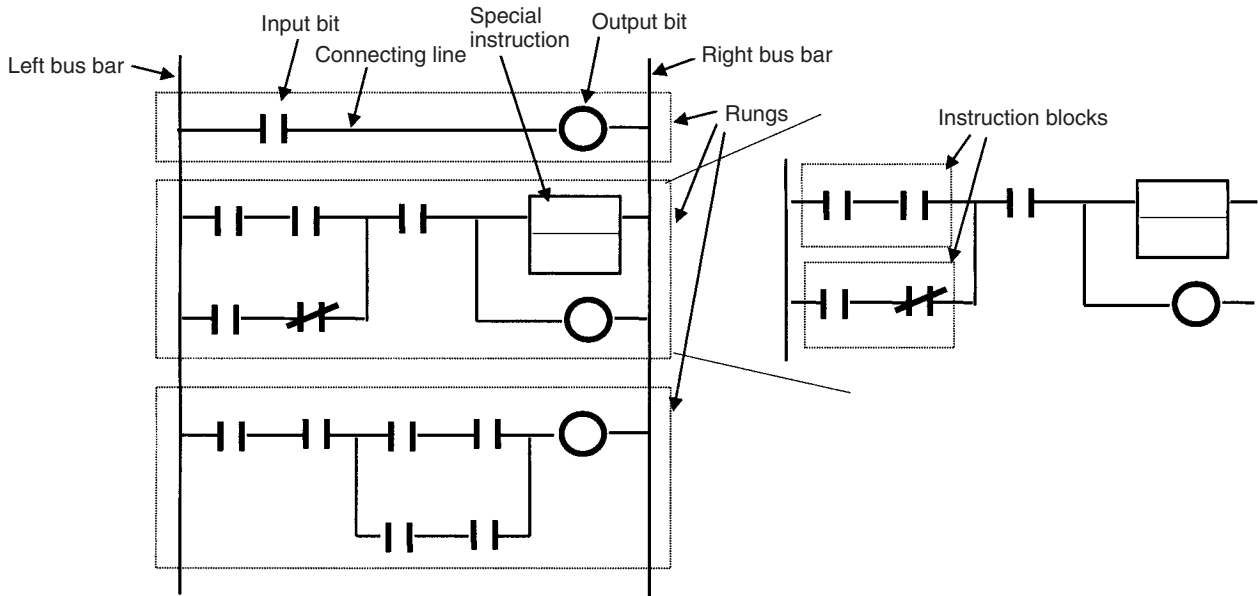 Input bit
Special
instruction
Output bit
Left bus bar
Connecting line
Right bus bar
Rungs
Instruction blocks